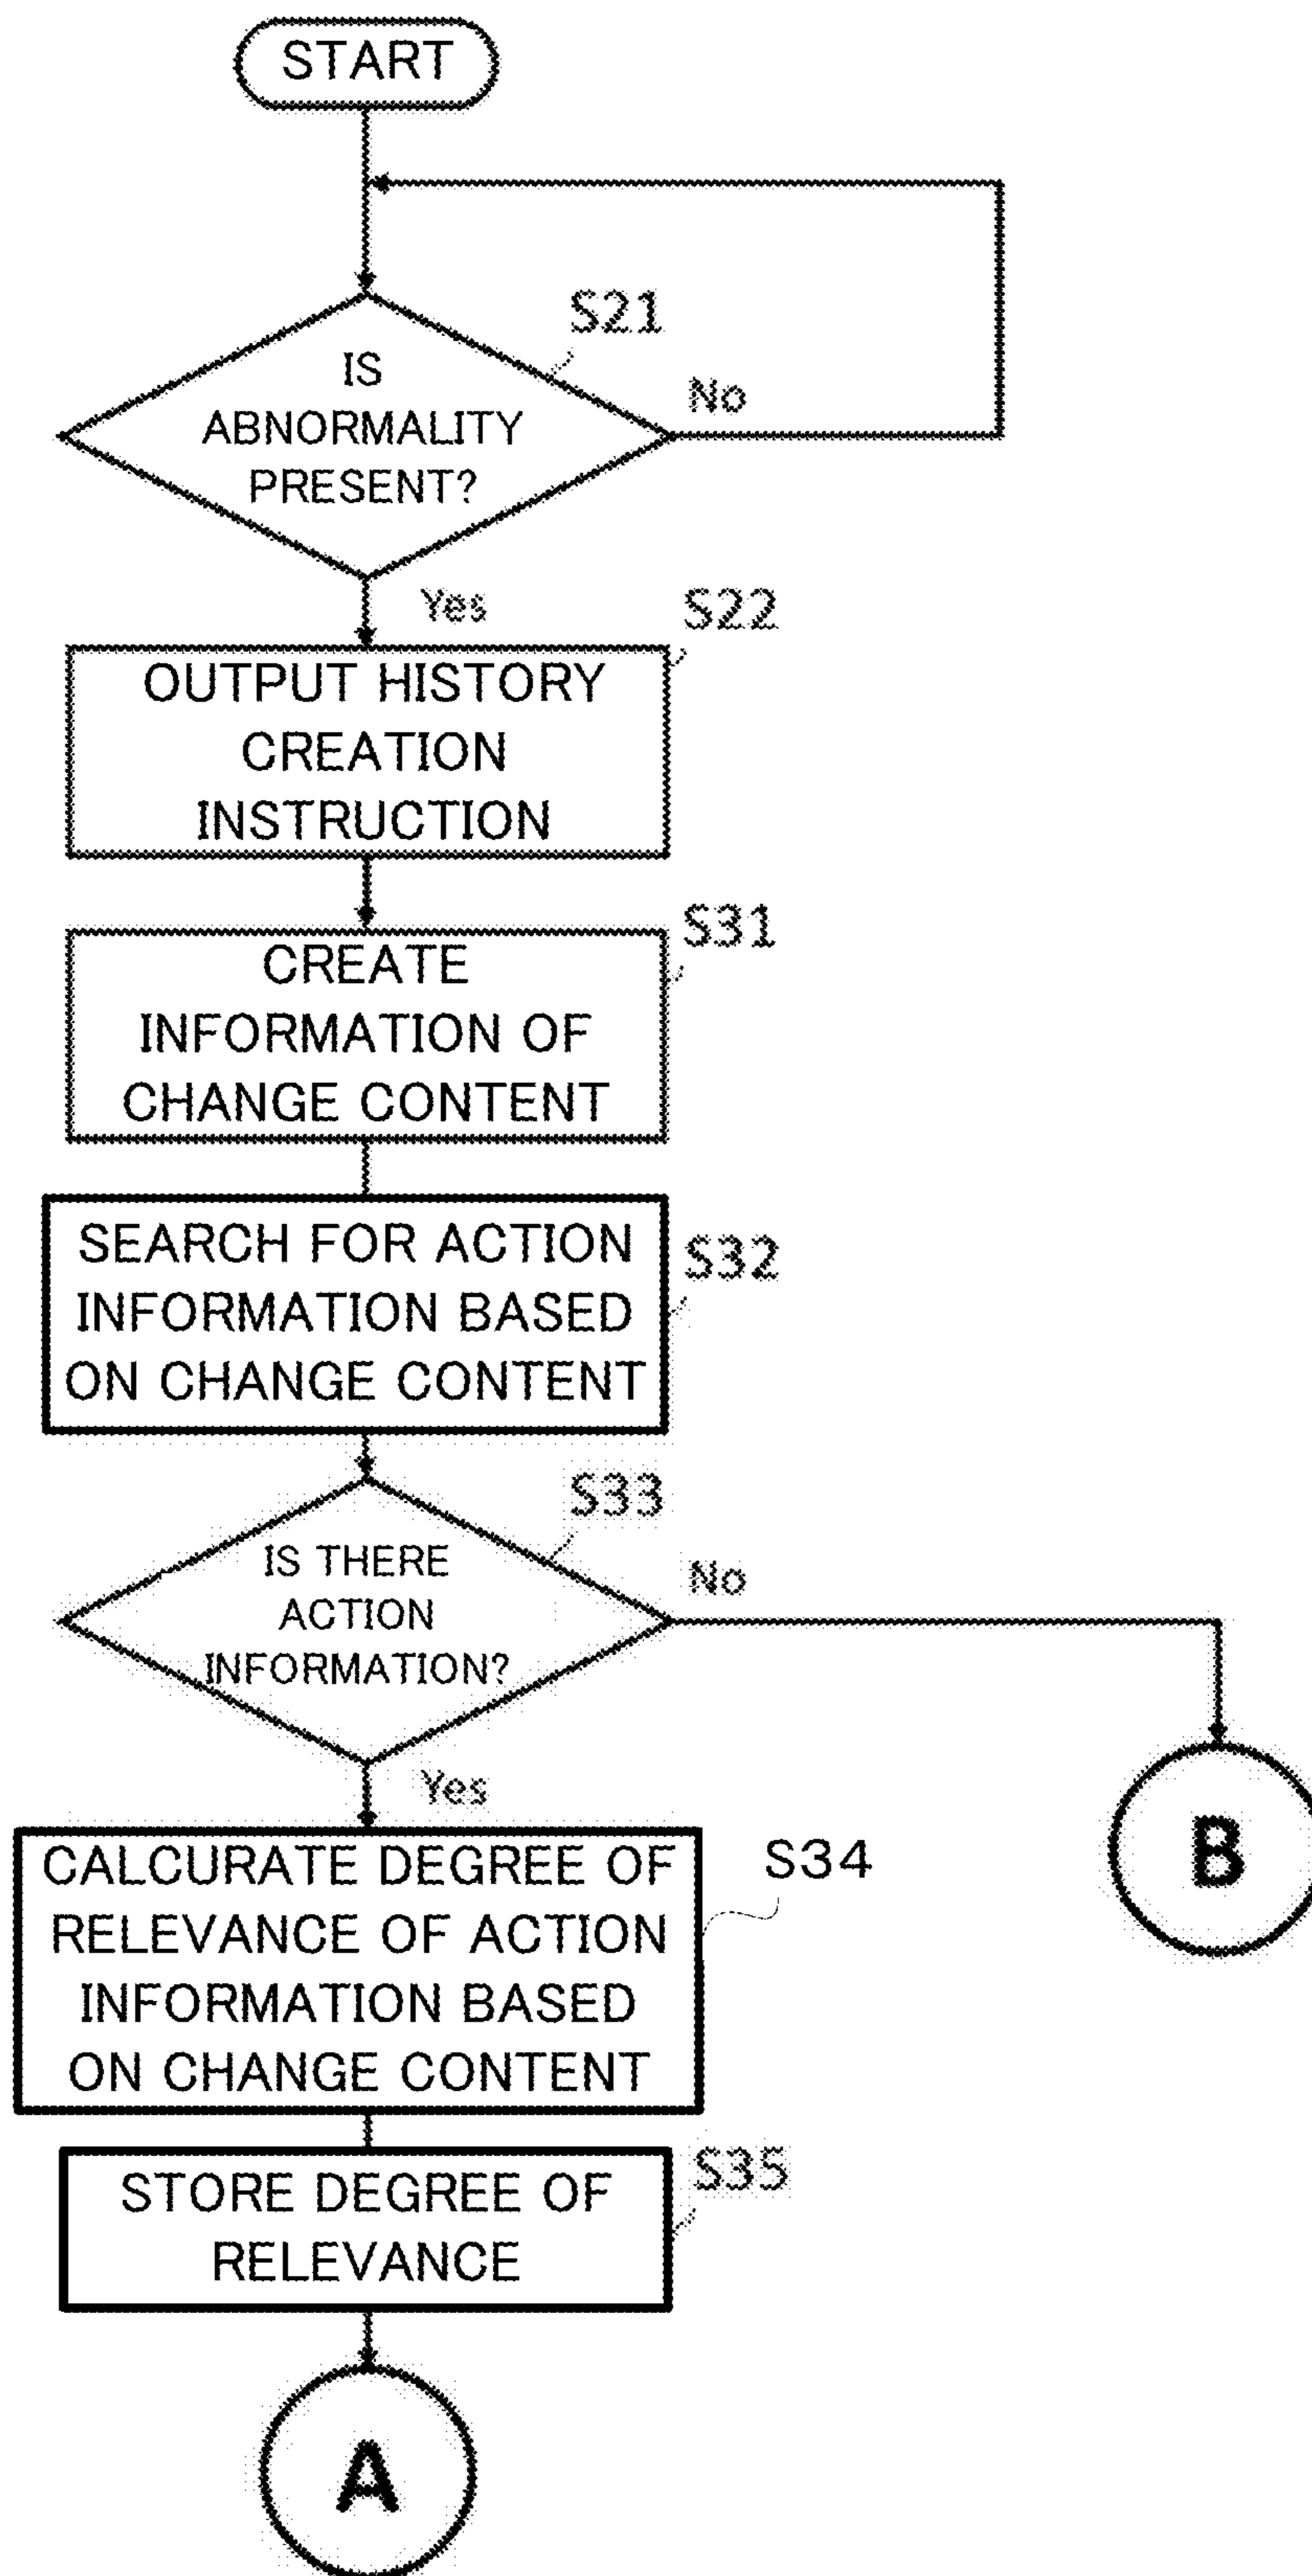 START
S21
IS
ABNORMALITY
PRESENT?
No
Yes
S22
OUTPUT HISTORY
CREATION
INSTRUCTION
S31
CREATE
INFORMATION OF
CHANGE CONTENT
S32
SEARCH FOR ACTION
INFORMATION BASED
ON CHANGE CONTENT
S33
IS THERE
ACTION
INFORMATION?
No
Yes
B
S34
CALCURATE DEGREE OF
RELEVANCE OF ACTION
INFORMATION BASED
ON CHANGE CONTENT
S35
STORE DEGREE OF
RELEVANCE
A